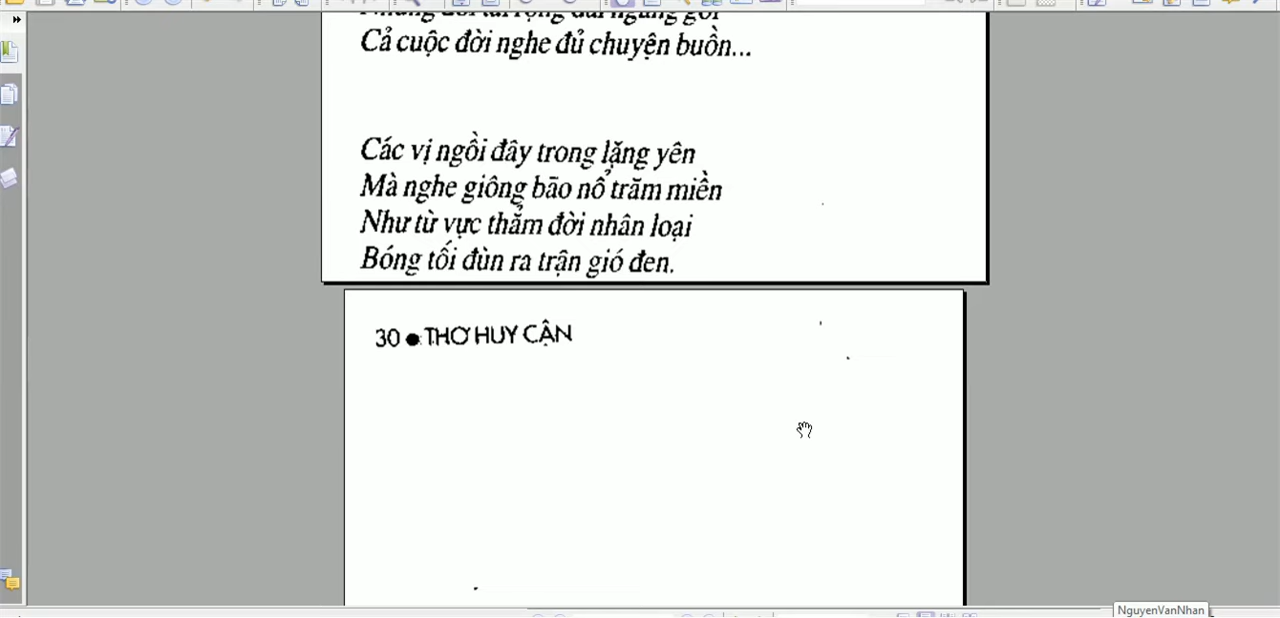 Cả cuộc đời nghe đủ chuyện buồn...
Các vị ngồi đây trong lặng yên
Mà nghe giông bão nổ trăm miền
Như từ vực thẳm đời nhân loại
Bóng tối đùn ra trận gió đen.
30 ● THƠ HUY CẬN
NguyenVanNhan